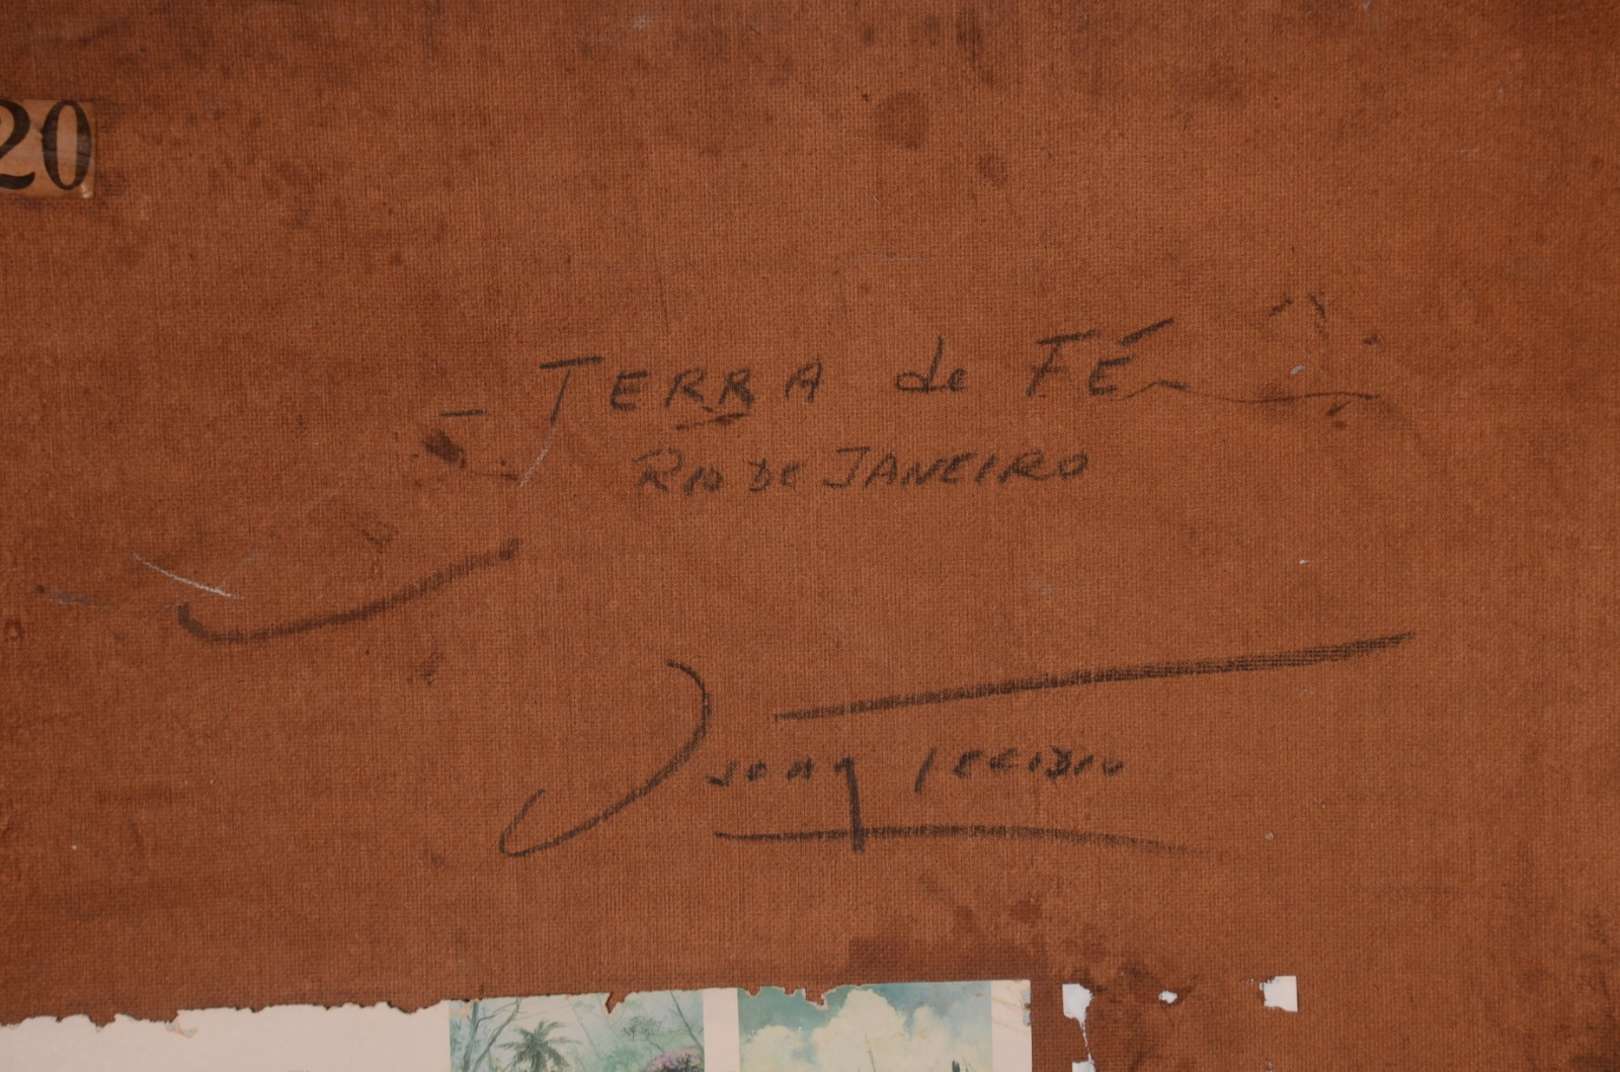 20
TERRA de FÉ
RIO DE JANEIRO